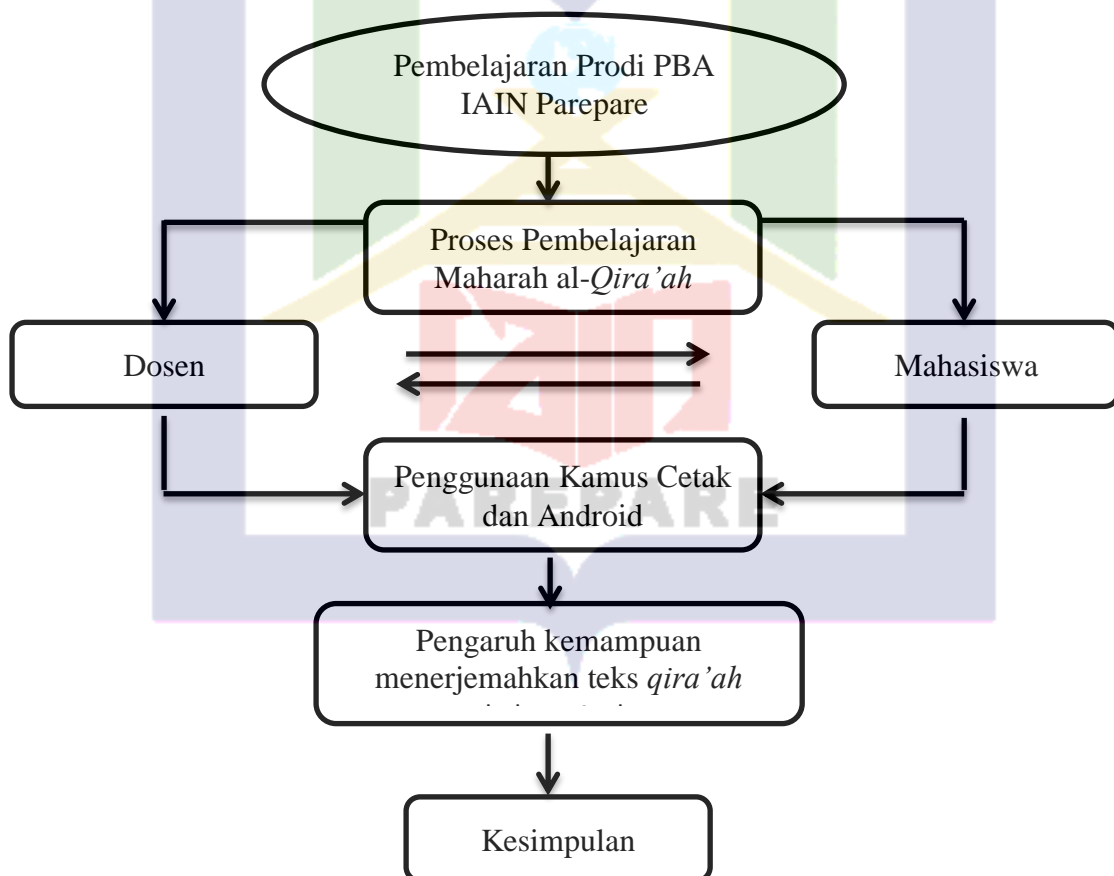 Pembelajaran Prodi PBA
IAIN Parepare
Proses Pembelajaran
Maharah al-Qira’ah
Dosen
Mahasiswa
Penggunaan Kamus Cetak
dan Android
PAREPARE
Pengaruh kemampuan
menerjemahkan teks qira’ah
Kesimpulan